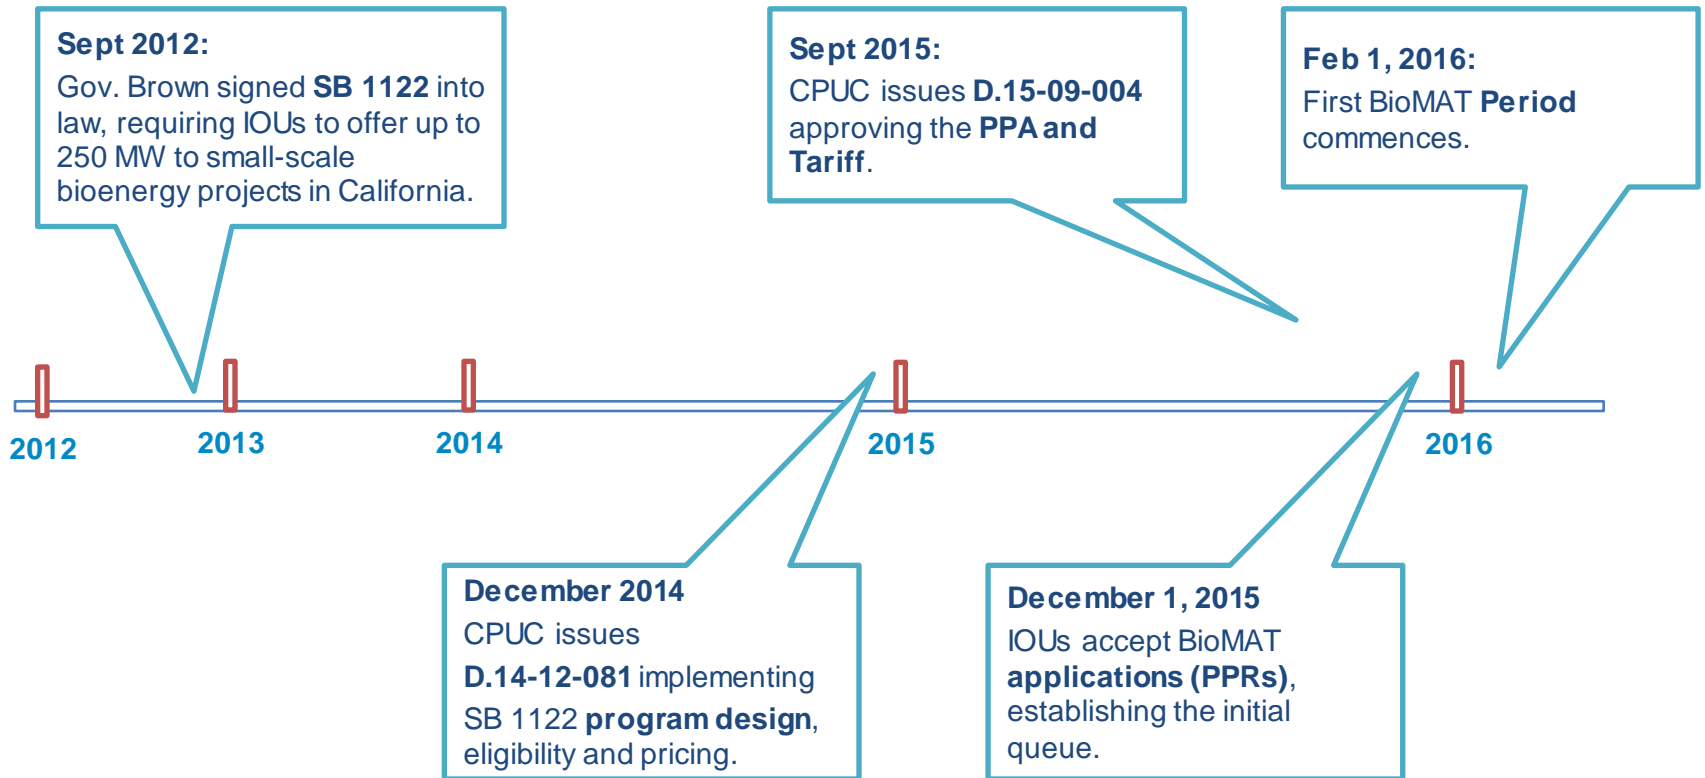 Sept 2012:
Gov. Brown signed SB 1122 into
law, requiring IOUs to offer up to
250 MW to small-scale
bioenergy projects in California.
Sept 2015:
CPUC issues D.15-09-004
approving the PPA and
Tariff.
Feb 1, 2016:
First BioMAT Period
commences.
2012
2013
2014
2015
2016
December 2014
CPUC issues
D.14-12-081 implementing
SB 1122 program design,
eligibility and pricing.
December 1, 2015
IOUs accept BioMAT
applications (PPRs),
establishing the initial
queue.